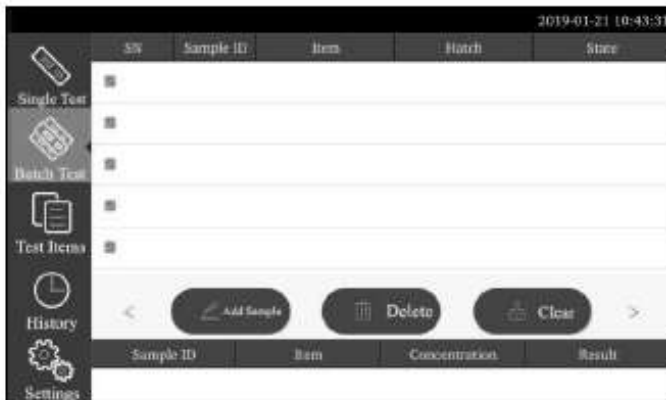 2019-01-21 10:43:31
SN Sample ID Item Hatch State
Single Test
Batch Test
Test Items
History
Settings
< Add Sample Delete Clear >
Sample ID Item Concentration Result